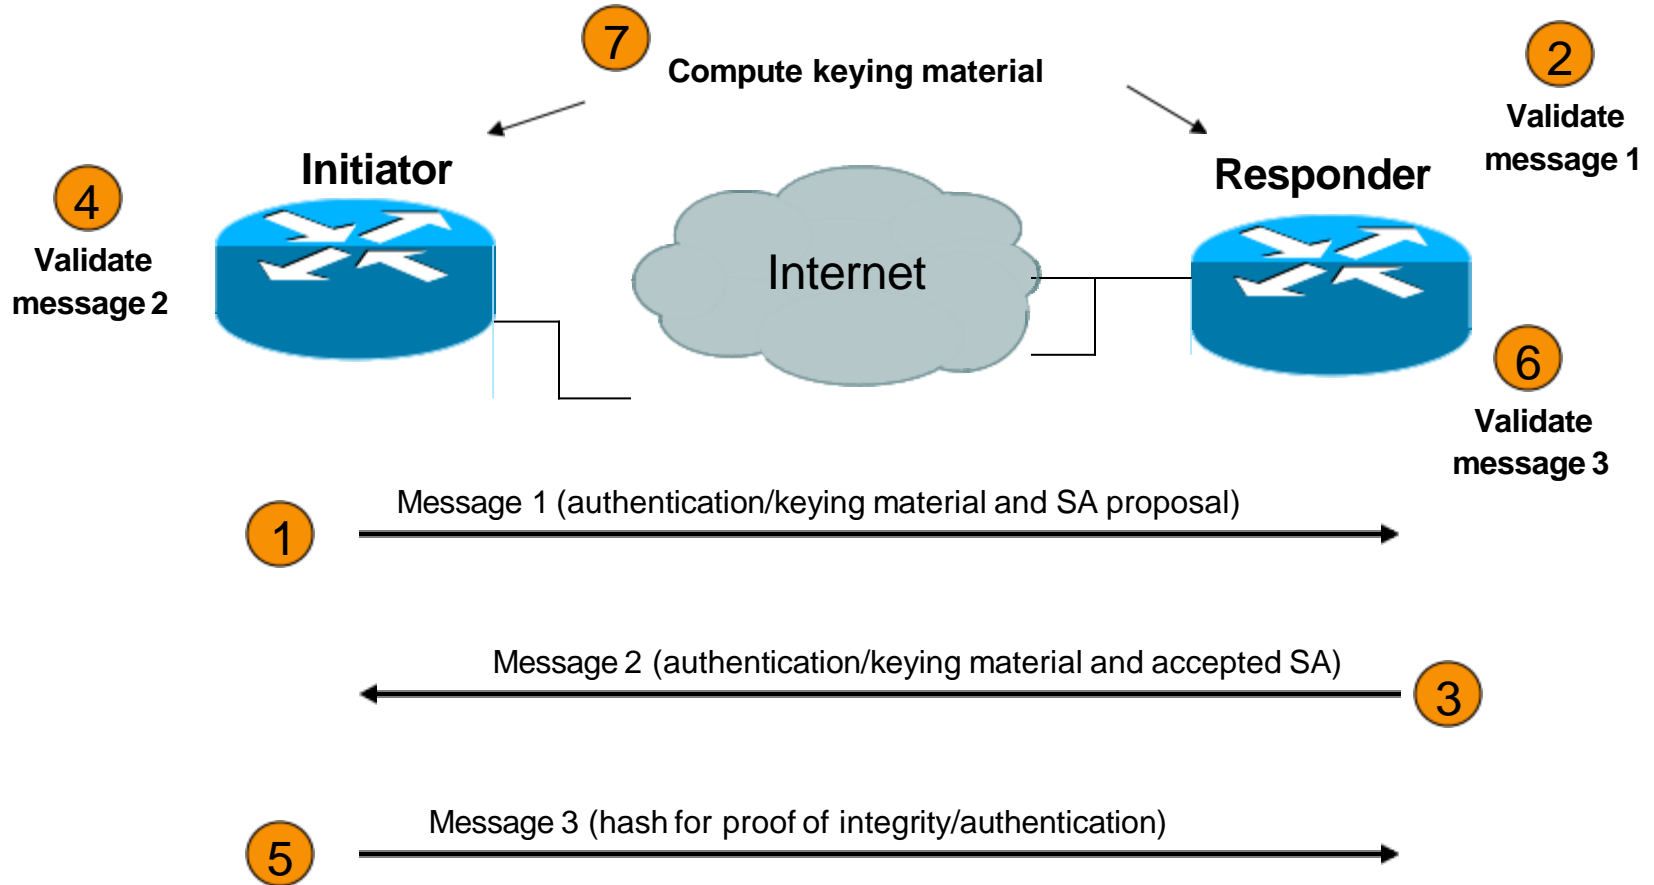 7
Compute keying material
2
Validate
message 1
Initiator
Responder
4
Validate
message 2
Internet
6
Validate
message 3
Message 1 (authentication/keying material and SA proposal)
1
Message 2 (authentication/keying material and accepted SA)
3
Message 3 (hash for proof of integrity/authentication)
5